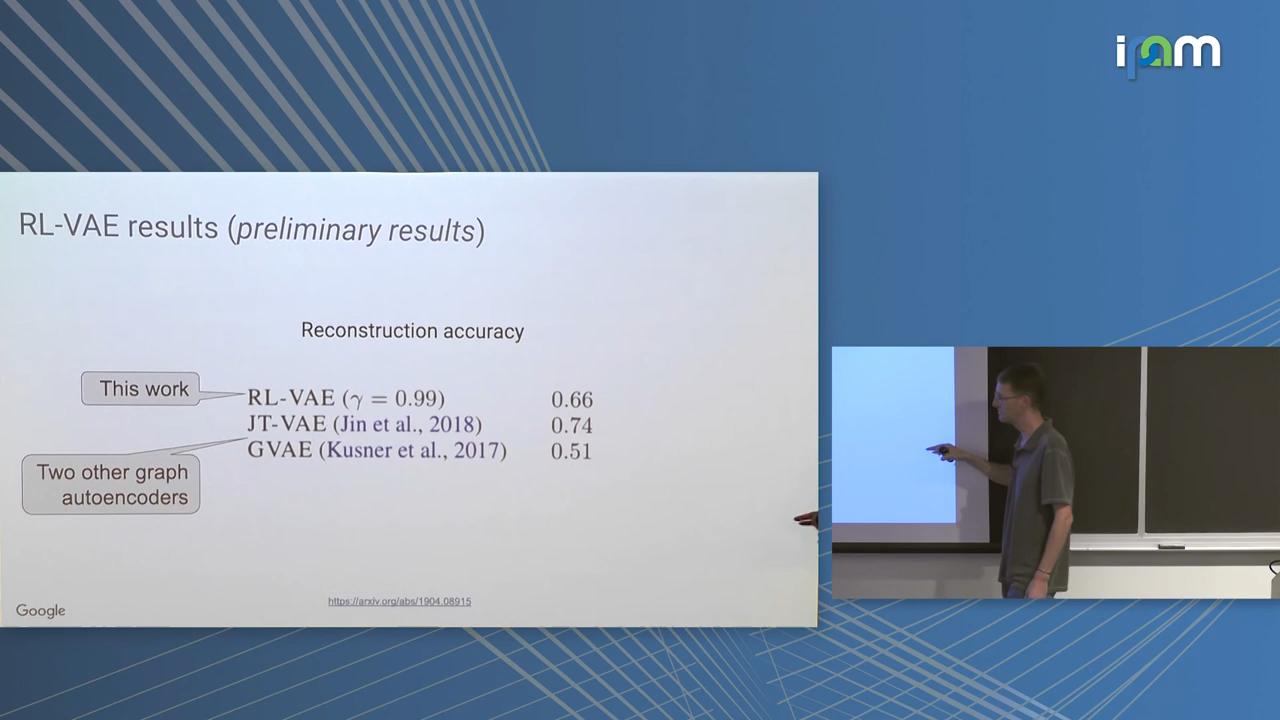 ipam
RL-VAE results (preliminary results)
Reconstruction accuracy
This work
RL-VAE (γ = 0.99) 0.66
JT-VAE (Jin et al., 2018) 0.74
GVAE (Kusner et al., 2017) 0.51
Two other graph
autoencoders
https://arxiv.org/abs/1904.08915
Google